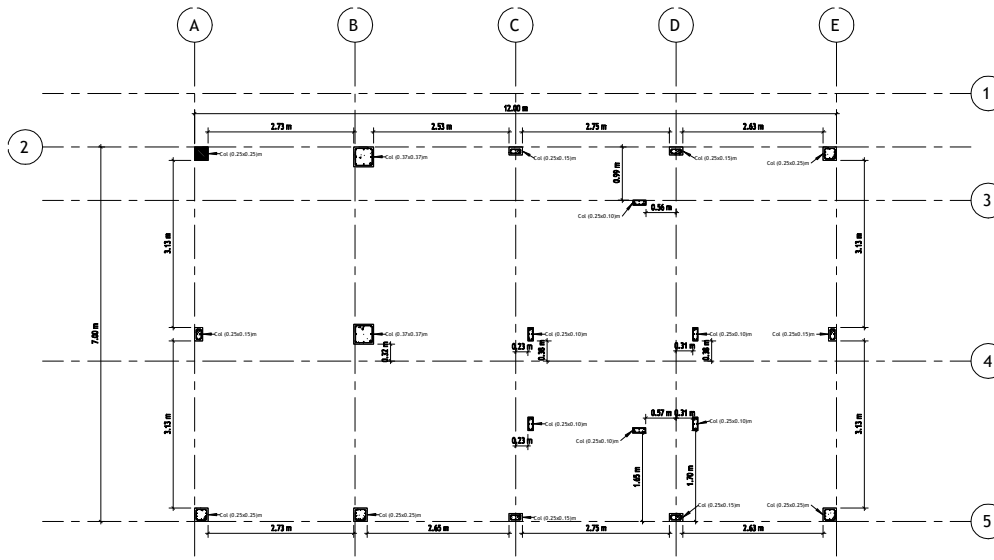 A B C D E
1
12.00 m
2.73 m 2.53 m 2.75 m 2.63 m
2
Col (0.25x0.25)m
Col (0.37x0.37)m
Col (0.25x0.15)m
Col (0.25x0.15)m
Col (0.25x0.25)m
0.99 m
3
0.56 m
Col (0.25x0.10)m
3.13 m
3.13 m
7.00 m
Col (0.25x0.15)m
Col (0.37x0.37)m
Col (0.25x0.10)m
Col (0.25x0.10)m
Col (0.25x0.15)m
0.32 m
0.23 m
0.38 m
0.31 m
0.38 m
4
3.13 m
3.13 m
0.57 m 0.31 m
Col (0.25x0.10)m
Col (0.25x0.10)m
Col (0.25x0.10)m
0.23 m
1.65 m
1.70 m
Col (0.25x0.25)m
Col (0.25x0.25)m
Col (0.25x0.15)m
Col (0.25x0.15)m
Col (0.25x0.25)m
5
2.73 m 2.65 m 2.75 m 2.63 m